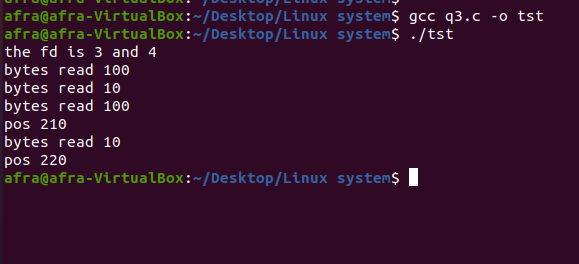 afra@afra-VirtualBox:~/Desktop/Linux system$ gcc q3.c -o tst
afra@afra-VirtualBox:~/Desktop/Linux system$ ./tst
the fd is 3 and 4
bytes read 100
bytes read 10
bytes read 100
pos 210
bytes read 10
pos 220
afra@afra-VirtualBox:~/Desktop/Linux system$